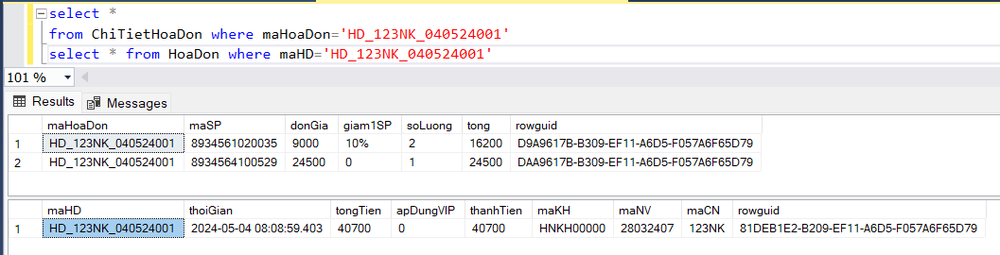 select *
from ChiTietHoaDon where maHoaDon='HD_123NK_040524001'
select * from HoaDon where maHD='HD_123NK_040524001'
101 %
Results Messages
maHoaDon maSP donGia giam1SP soLuong tong rowguid
1 HD_123NK_040524001 8934561020035 9000 10% 2 16200 D9A9617B-B309-EF11-A6D5-F057A6F65D79
2 HD_123NK_040524001 8934564100529 24500 0 1 24500 DAA9617B-B309-EF11-A6D5-F057A6F65D79
maHD thoiGian tongTien apDungVIP thanhTien maKH maNV maCN rowguid
1 HD_123NK_040524001 2024-05-04 08:08:59.403 40700 0 40700 HNKH00000 28032407 123NK 81DEB1E2-B209-EF11-A6D5-F057A6F65D79